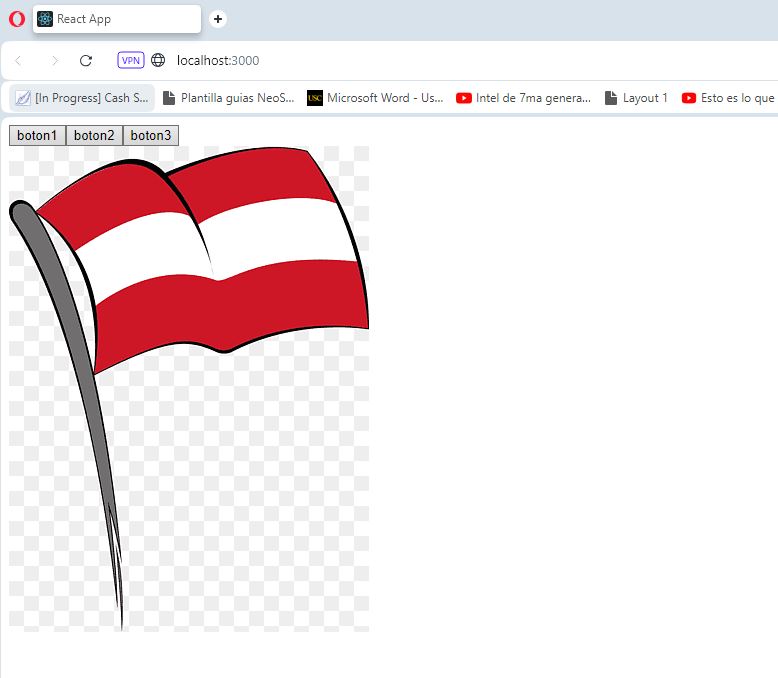 React App
VPN localhost:3000
[In Progress] Cash S... Plantilla guias NeoS... USC Microsoft Word - Us... Intel de 7ma genera... Layout 1 Esto es lo que
boton1 boton2 boton3